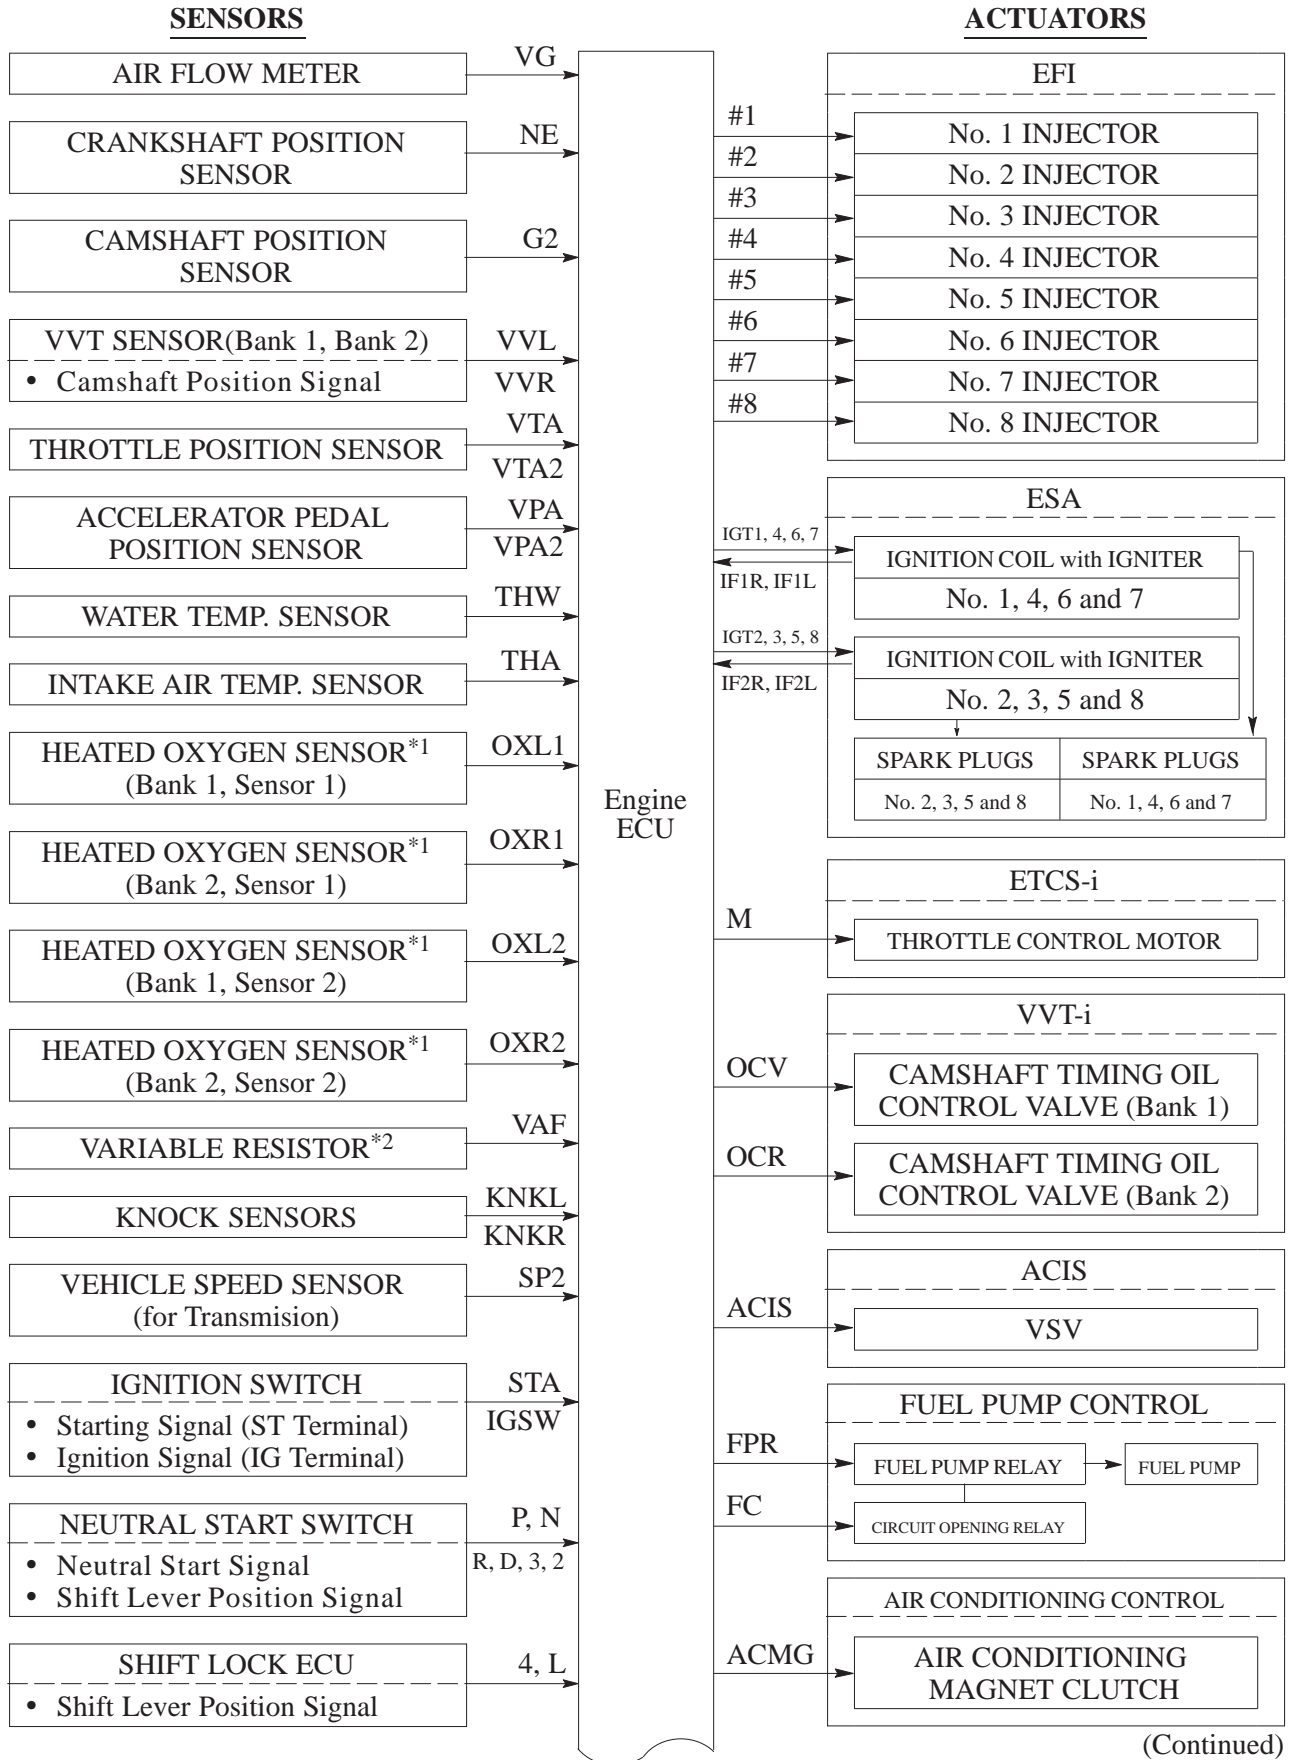 SENSORS
AIR FLOW METER
VG
CRANKSHAFT POSITION
SENSOR
NE
CAMSHAFT POSITION
SENSOR
G2
VVT SENSOR(Bank 1, Bank 2)
• Camshaft Position Signal
VVL
VVR
THROTTLE POSITION SENSOR
VTA
VTA2
ACCELERATOR PEDAL
POSITION SENSOR
VPA
VPA2
WATER TEMP. SENSOR
THW
INTAKE AIR TEMP. SENSOR
THA
HEATED OXYGEN SENSOR*1
(Bank 1, Sensor 1)
OXL1
HEATED OXYGEN SENSOR*1
(Bank 2, Sensor 1)
OXR1
HEATED OXYGEN SENSOR*1
(Bank 1, Sensor 2)
OXL2
HEATED OXYGEN SENSOR*1
(Bank 2, Sensor 2)
OXR2
VARIABLE RESISTOR*2
VAF
KNOCK SENSORS
KNKL
KNKR
VEHICLE SPEED SENSOR
(for Transmision)
SP2
IGNITION SWITCH
• Starting Signal (ST Terminal)
• Ignition Signal (IG Terminal)
STA
IGSW
NEUTRAL START SWITCH
• Neutral Start Signal
• Shift Lever Position Signal
P, N
R, D, 3, 2
SHIFT LOCK ECU
• Shift Lever Position Signal
4, L
Engine
ECU
ACTUATORS
EFI
#1
No. 1 INJECTOR
#2
No. 2 INJECTOR
#3
No. 3 INJECTOR
#4
No. 4 INJECTOR
#5
No. 5 INJECTOR
#6
No. 6 INJECTOR
#7
No. 7 INJECTOR
#8
No. 8 INJECTOR
ESA
IGT1, 4, 6, 7
IF1R, IF1L
IGNITION COIL with IGNITER
No. 1, 4, 6 and 7
IGT2, 3, 5, 8
IF2R, IF2L
IGNITION COIL with IGNITER
No. 2, 3, 5 and 8
SPARK PLUGS
No. 2, 3, 5 and 8
SPARK PLUGS
No. 1, 4, 6 and 7
ETCS-i
M
THROTTLE CONTROL MOTOR
VVT-i
OCV
CAMSHAFT TIMING OIL
CONTROL VALVE (Bank 1)
OCR
CAMSHAFT TIMING OIL
CONTROL VALVE (Bank 2)
ACIS
ACIS
VSV
FUEL PUMP CONTROL
FPR
FUEL PUMP RELAY
FUEL PUMP
FC
CIRCUIT OPENING RELAY
AIR CONDITIONING CONTROL
ACMG
AIR CONDITIONING
MAGNET CLUTCH
(Continued)